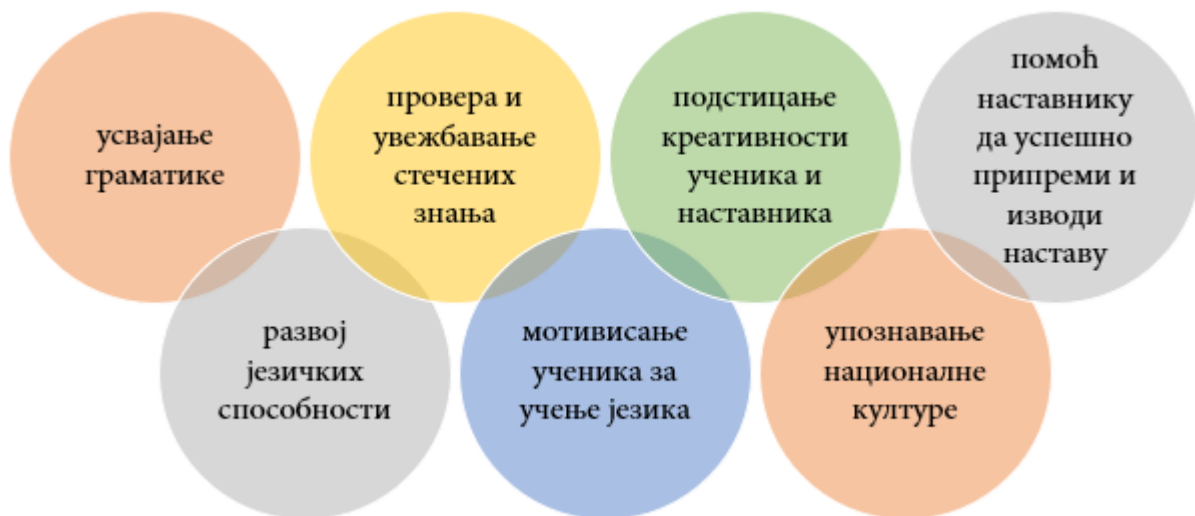 усвајање
граматике
провера и
увежбавање
стечених
знања
подстицање
креативности
ученика и
наставника
помоћ
наставнику
да успешно
припреми и
изводи
наставу
развој
језичких
способности
мотивисање
ученика за
учење језика
упознавање
националне
културе